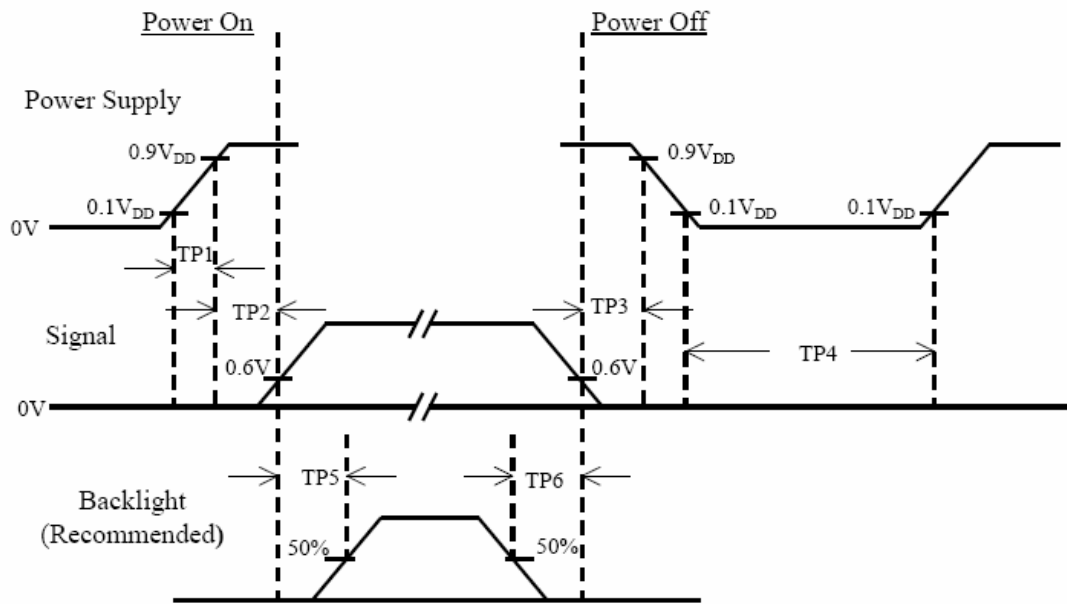 Power On
Power Off
Power Supply
0.9VDD
0.9VDD
0.1VDD
0.1VDD
0.1VDD
0V
TP1
TP2
TP3
Signal
TP4
0.6V
0.6V
0V
TP5
TP6
Backlight
(Recommended)
50%
50%